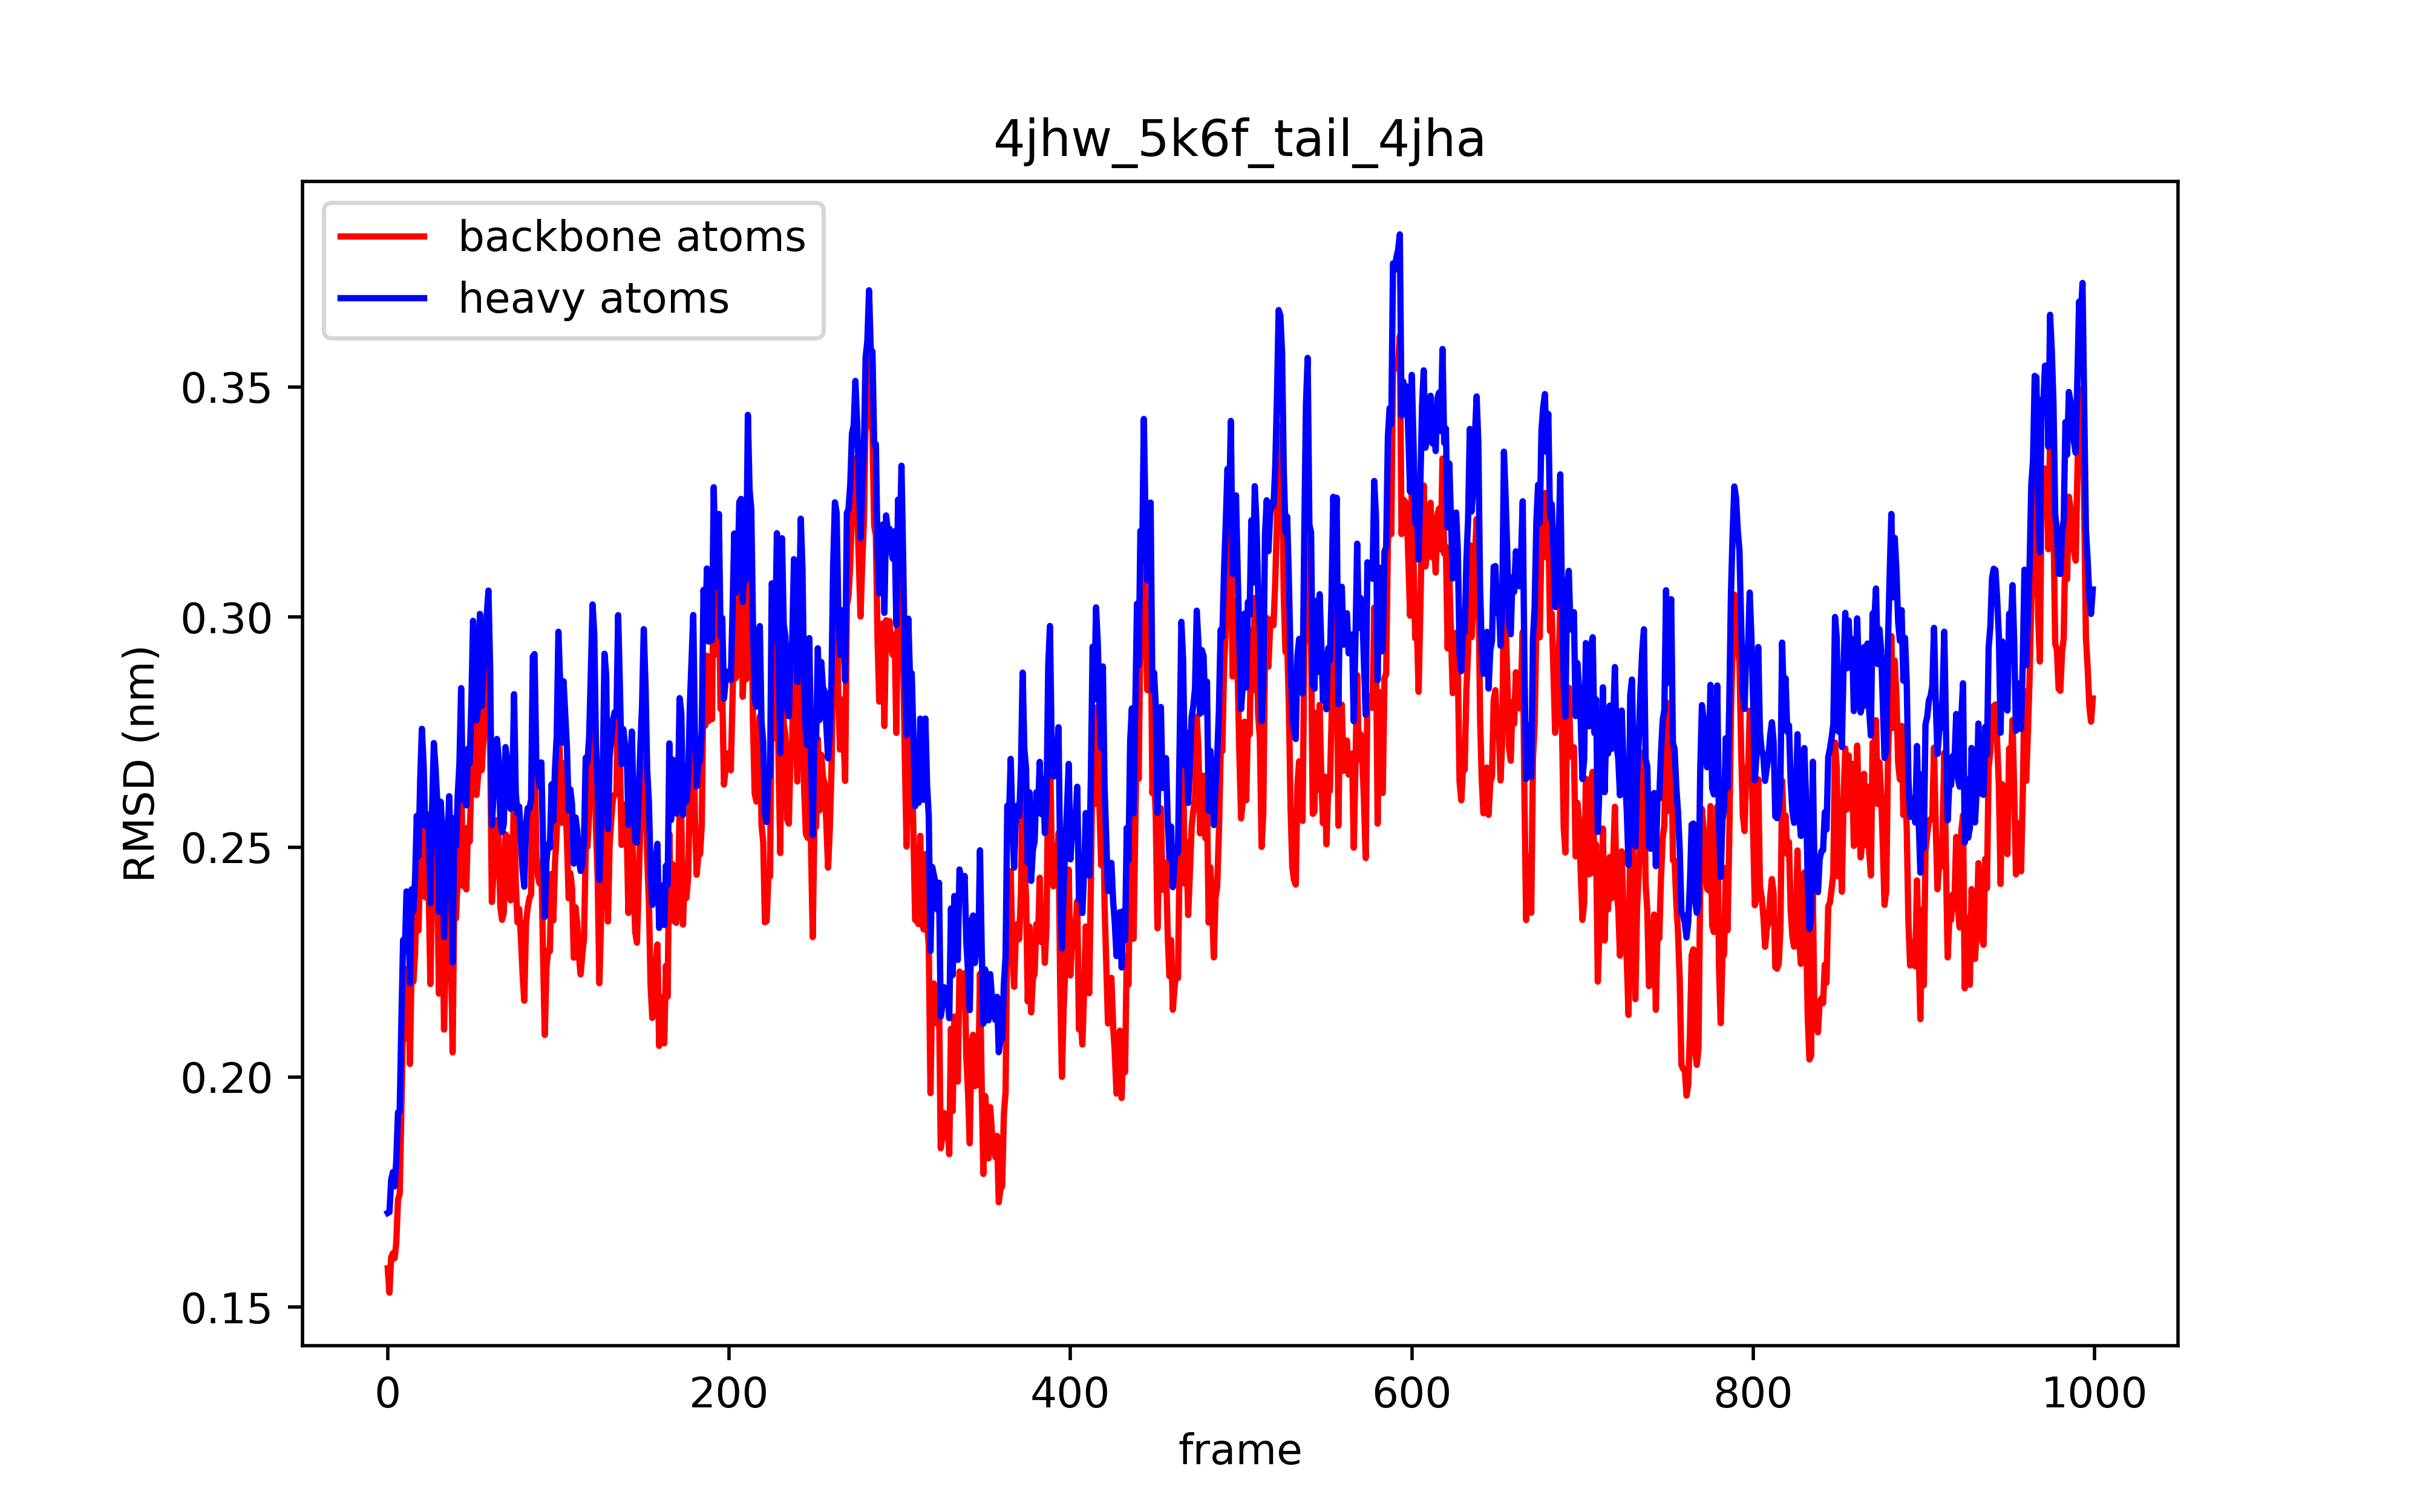 4jhw_5k6f_tail_4jha
backbone atoms
heavy atoms
RMSD (nm)
0.35
0.30
0.25
0.20
0.15
0 200 400 600 800 1000
frame